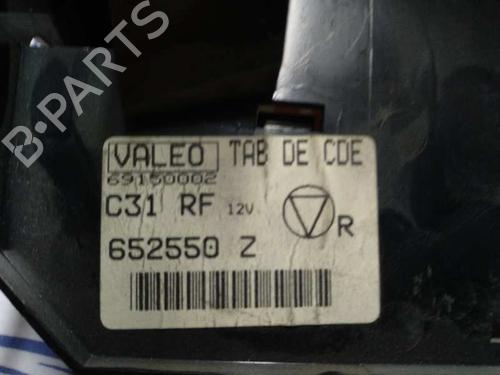 B-PARTS
VALEO TAB DE CDE
69150002
C31 RF 12V
R
652550 Z